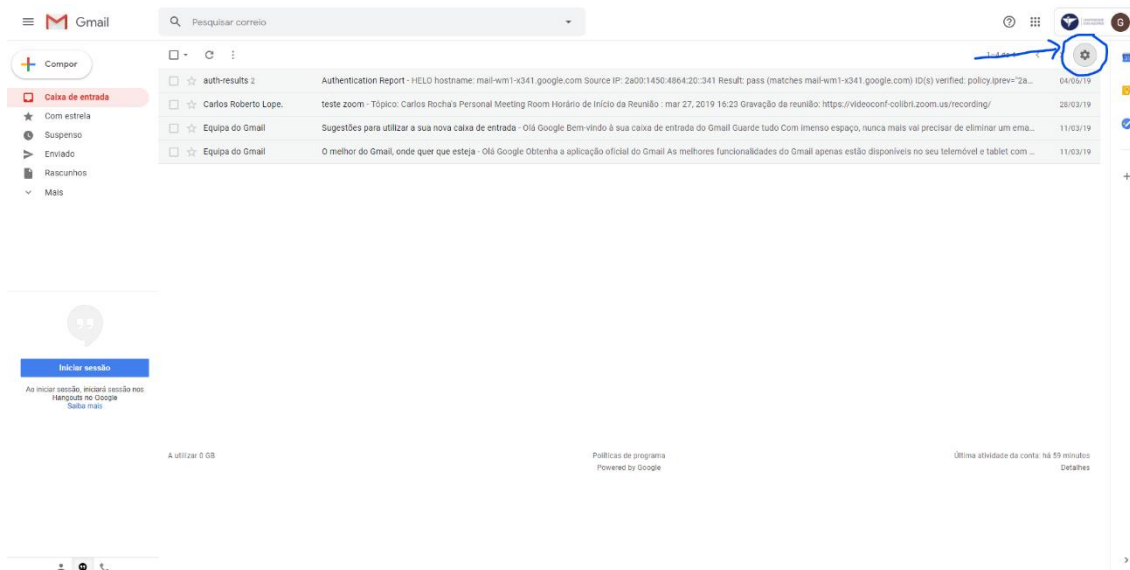 Gmail
Pesquisar correio
G
Compor
Caixa de entrada
Com estrela
Suspenso
Enviado
Rascunhos
Mais
auth-results 2 Authentication Report - HELO hostname: mail-wm1-x341.google.com Source IP: 2a00:1450:4864:20::341 Result: pass (matches mail-wm1-x341.google.com) ID(s) verified: policy.iprev="2a... 04/06/19
Carlos Roberto Lope. teste zoom - Tópico: Carlos Rocha's Personal Meeting Room Horário de Início da Reunião : mar 27, 2019 16:23 Gravação da reunião: https://videoconf-colibri.zoom.us/recording/ 28/03/19
Equipa do Gmail Sugestões para utilizar a sua nova caixa de entrada - Olá Google Bem-vindo à sua caixa de entrada do Gmail Guarde tudo Com imenso espaço, nunca mais vai precisar de eliminar um ema... 11/03/19
Equipa do Gmail O melhor do Gmail, onde quer que esteja - Olá Google Obtenha a aplicação oficial do Gmail As melhores funcionalidades do Gmail apenas estão disponíveis no seu telemóvel e tablet com ... 11/03/19
Iniciar sessão
Ao iniciar sessão, iniciará sessão nos
Hangouts no Google
Saiba mais
A utilizar 0 GB
Políticas de programa
Powered by Google
Última atividade da conta: há 59 minutos
Detalhes